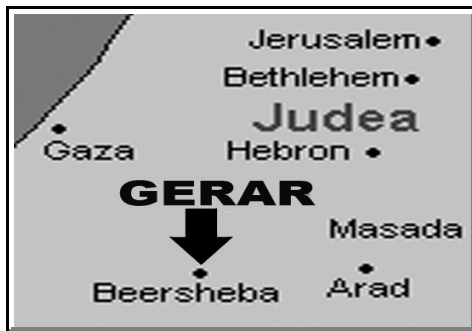 Jerusalem
Bethlehem
Judea
Gaza
Hebron
GERAR
Masada
Beersheba
Arad